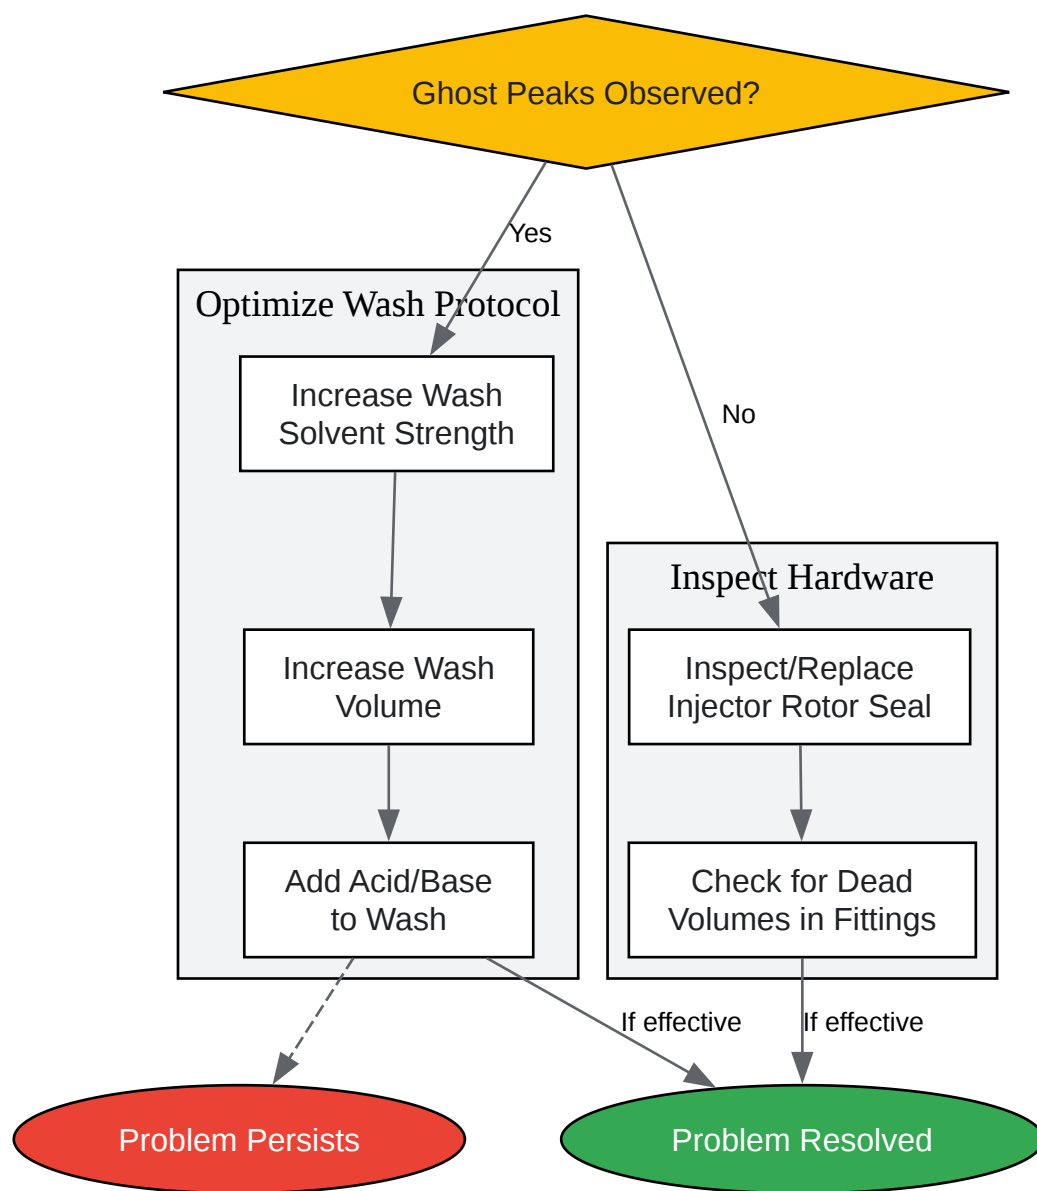 Ghost Peaks Observed?
Yes
Optimize Wash Protocol
Increase Wash
Solvent Strength
No
Inspect Hardware
Increase Wash
Volume
Inspect/Replace
Injector Rotor Seal
Add Acid/Base
to Wash
Check for Dead
Volumes in Fittings
If effective
If effective
Problem Persists
Problem Resolved